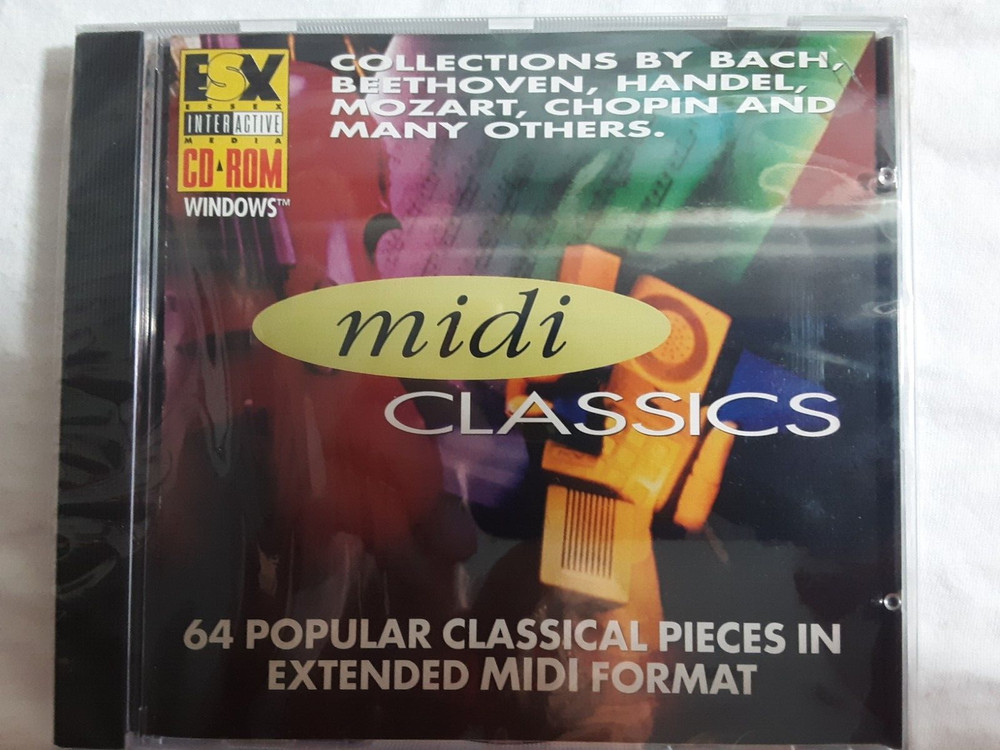 ESX
ESSEX
INTERACTIVE
MEDIA
CD-ROM
WINDOWS™
COLLECTIONS BY BACH,
BEETHOVEN, HANDEL,
MOZART, CHOPIN AND
MANY OTHERS.
midi
CLASSICS
64 POPULAR CLASSICAL PIECES IN
EXTENDED MIDI FORMAT